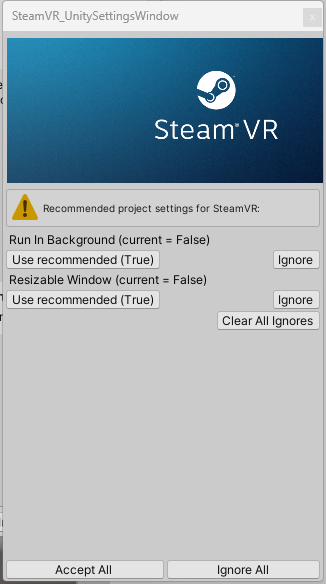 SteamVR_UnitySettingsWindow
x
Steam®VR
Recommended project settings for SteamVR:
Run In Background (current = False)
Use recommended (True) Ignore
Resizable Window (current = False)
Use recommended (True) Ignore
Clear All Ignores
Accept All Ignore All